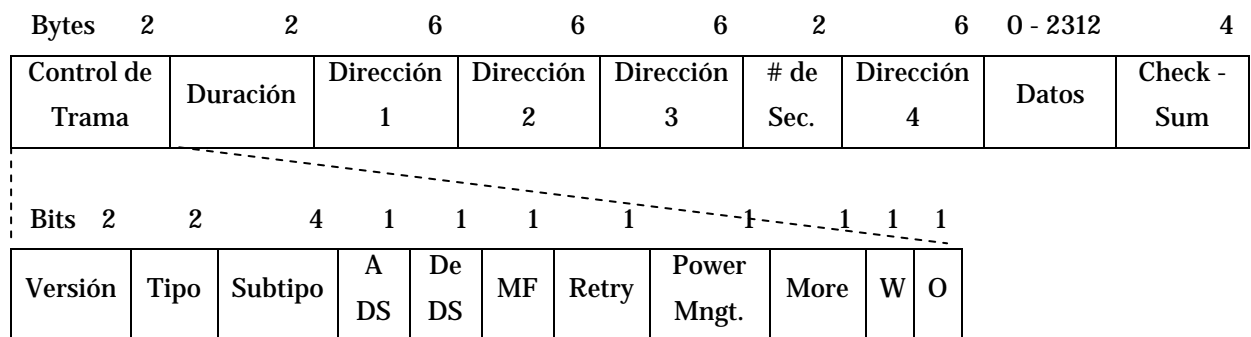 Bytes 2 2 6 6 6 2 6 0 - 2312 4
Control de Trama Duración Dirección 1 Dirección 2 Dirección 3 # de Sec. Dirección 4 Datos Check - Sum
Bits 2 2 4 1 1 1 1 1 1 1 1
Versión Tipo Subtipo A DS De DS MF Retry Power Mngt. More W O